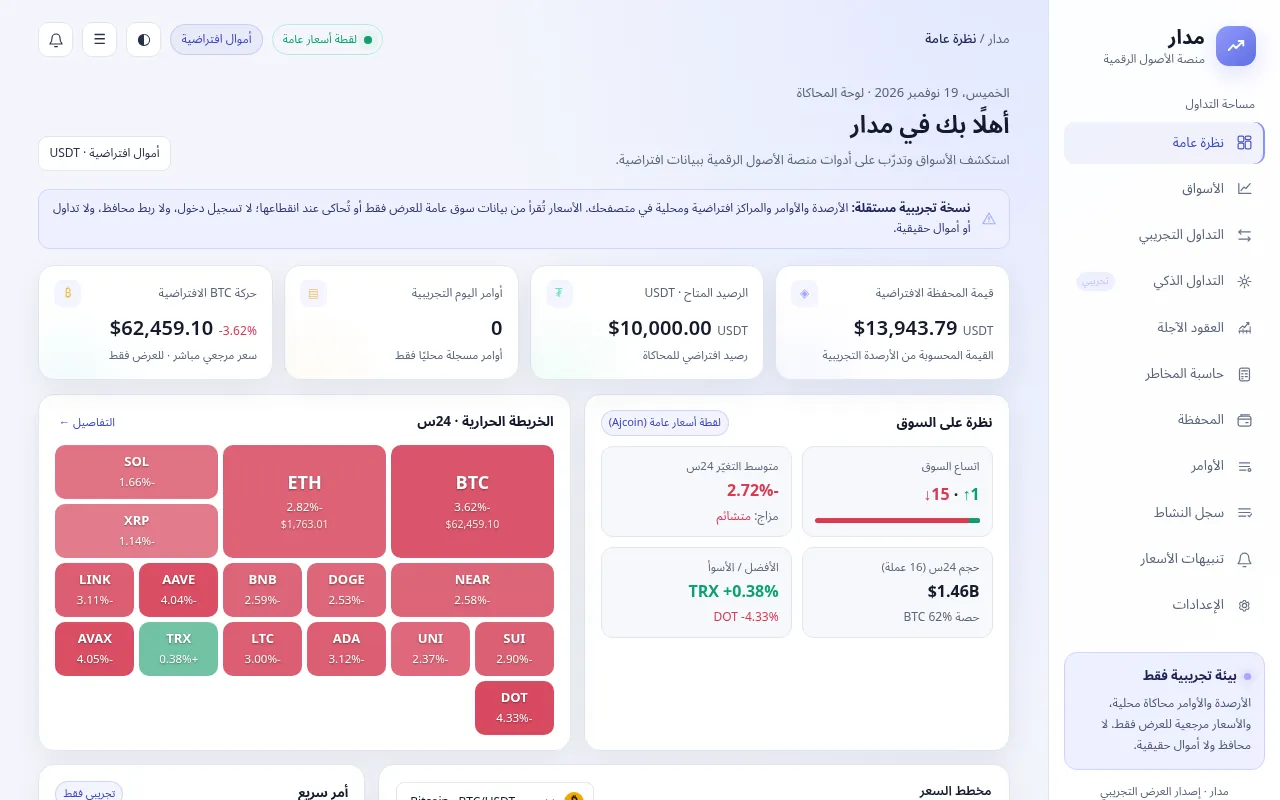 مدار
منصة الأصول الرقمية
مساحة التداول
نظرة عامة
الأسواق
التداول التجريبي
التداول الذكي
تجريبي
العقود الآجلة
حاسبة المخاطر
المحفظة
الأوامر
سجل النشاط
تنبيهات الأسعار
الإعدادات
بيئة تجريبية فقط
الأرصدة والأوامر محاكاة محلية،
والأسعار مرجعية للعرض فقط. لا
محافظ ولا أموال حقيقية.
مدار · إصدار العرض التجريبي
مدار / نظرة عامة
لقطة أسعار عامة
أموال افتراضية
الخميس، 19 نوفمبر 2026 · لوحة المحاكاة
أهلًا بك في مدار
استكشف الأسواق وتدرّب على أدوات منصة الأصول الرقمية ببيانات افتراضية.
أموال افتراضية · USDT
نسخة تجريبية مستقلة: الأرصدة والأوامر والمراكز افتراضية ومحلية في متصفحك. الأسعار تُقرأ من بيانات سوق عامة للعرض فقط أو تُحاكى عند انقطاعها؛ لا تسجيل دخول، ولا ربط محافظ، ولا تداول
أو أموال حقيقية.
قيمة المحفظة الافتراضية
$13,943.79 USDT
القيمة المحسوبة من الأرصدة التجريبية
الرصيد المتاح · USDT
$10,000.00 USDT
رصيد افتراضي للمحاكاة
أوامر اليوم التجريبية
0
أوامر مسجلة محليًا فقط
حركة BTC الافتراضية
$62,459.10 -3.62%
سعر مرجعي مباشر · للعرض فقط
نظرة على السوق
لقطة أسعار عامة (Ajcoin)
اتساع السوق
1↑ · 15↓
متوسط التغيّر 24س
-2.72%
مزاج: متشائم
حجم 24س (16 عملة)
$1.46B
حصة BTC 62%
الأفضل / الأسوأ
TRX +0.38%
DOT -4.33%
الخريطة الحرارية · 24س
التفاصيل ←
BTC
3.62%-
$62,459.10
ETH
2.82%-
$1,763.01
SOL
1.66%-
XRP
1.14%-
NEAR
2.58%-
DOGE
2.53%-
BNB
2.59%-
AAVE
4.04%-
LINK
3.11%-
SUI
2.90%-
UNI
2.37%-
ADA
3.12%-
LTC
3.00%-
TRX
0.38%+
AVAX
4.05%-
DOT
4.33%-
مخطط السعر
Bitcoin · BTC/USDT
أمر سريع
تجريبي فقط